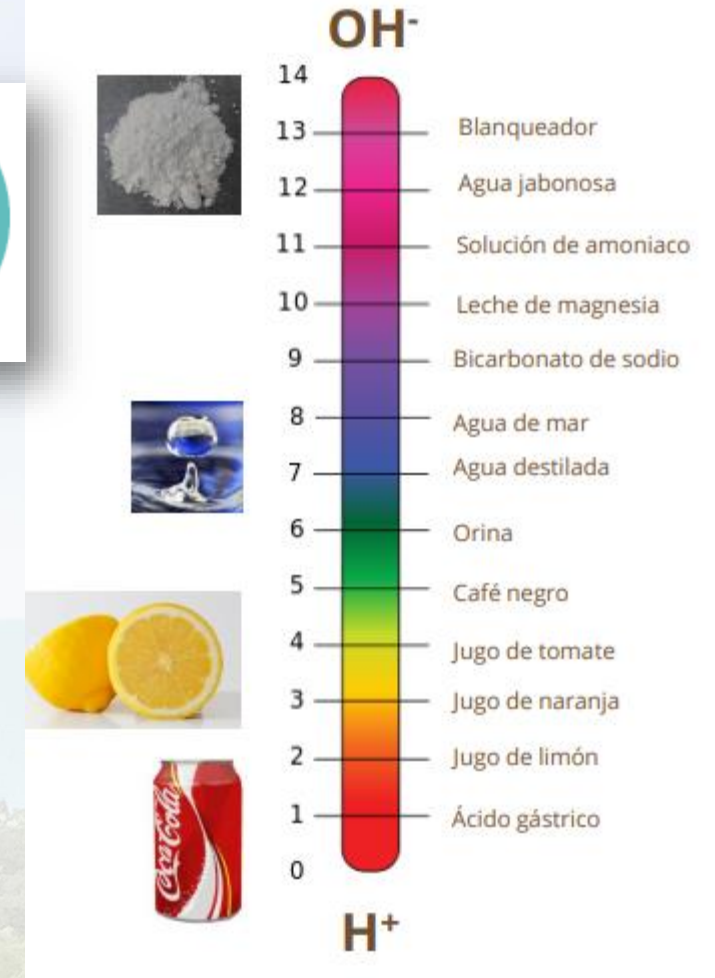 OH-
14
13 Blanqueador
12 Agua jabonosa
11 Solución de amoniaco
10 Leche de magnesia
9 Bicarbonato de sodio
8 Agua de mar
7 Agua destilada
6 Orina
5 Café negro
4 Jugo de tomate
3 Jugo de naranja
2 Jugo de limón
1 Ácido gástrico
0
Coca-Cola
H+